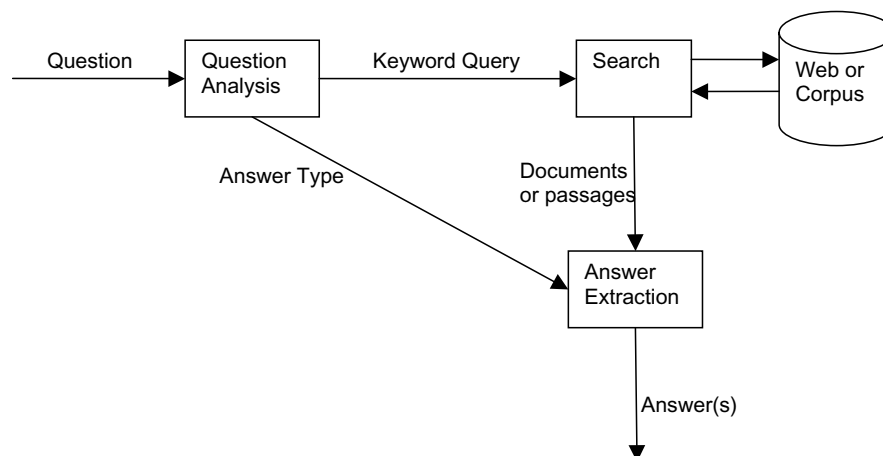 Question
Question
Analysis
Keyword Query
Search
Web or
Corpus
Answer Type
Documents
or passages
Answer
Extraction
Answer(s)